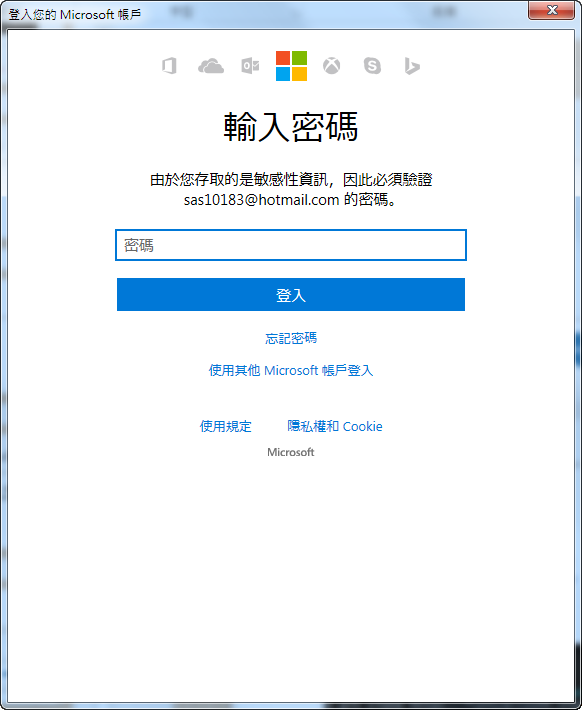 登入您的 Microsoft 帳戶
輸入密碼
由於您存取的是敏感性資訊，因此必須驗證
sas10183@hotmail.com 的密碼。
密碼
登入
忘記密碼
使用其他 Microsoft 帳戶登入
使用規定 隱私權和 Cookie
Microsoft